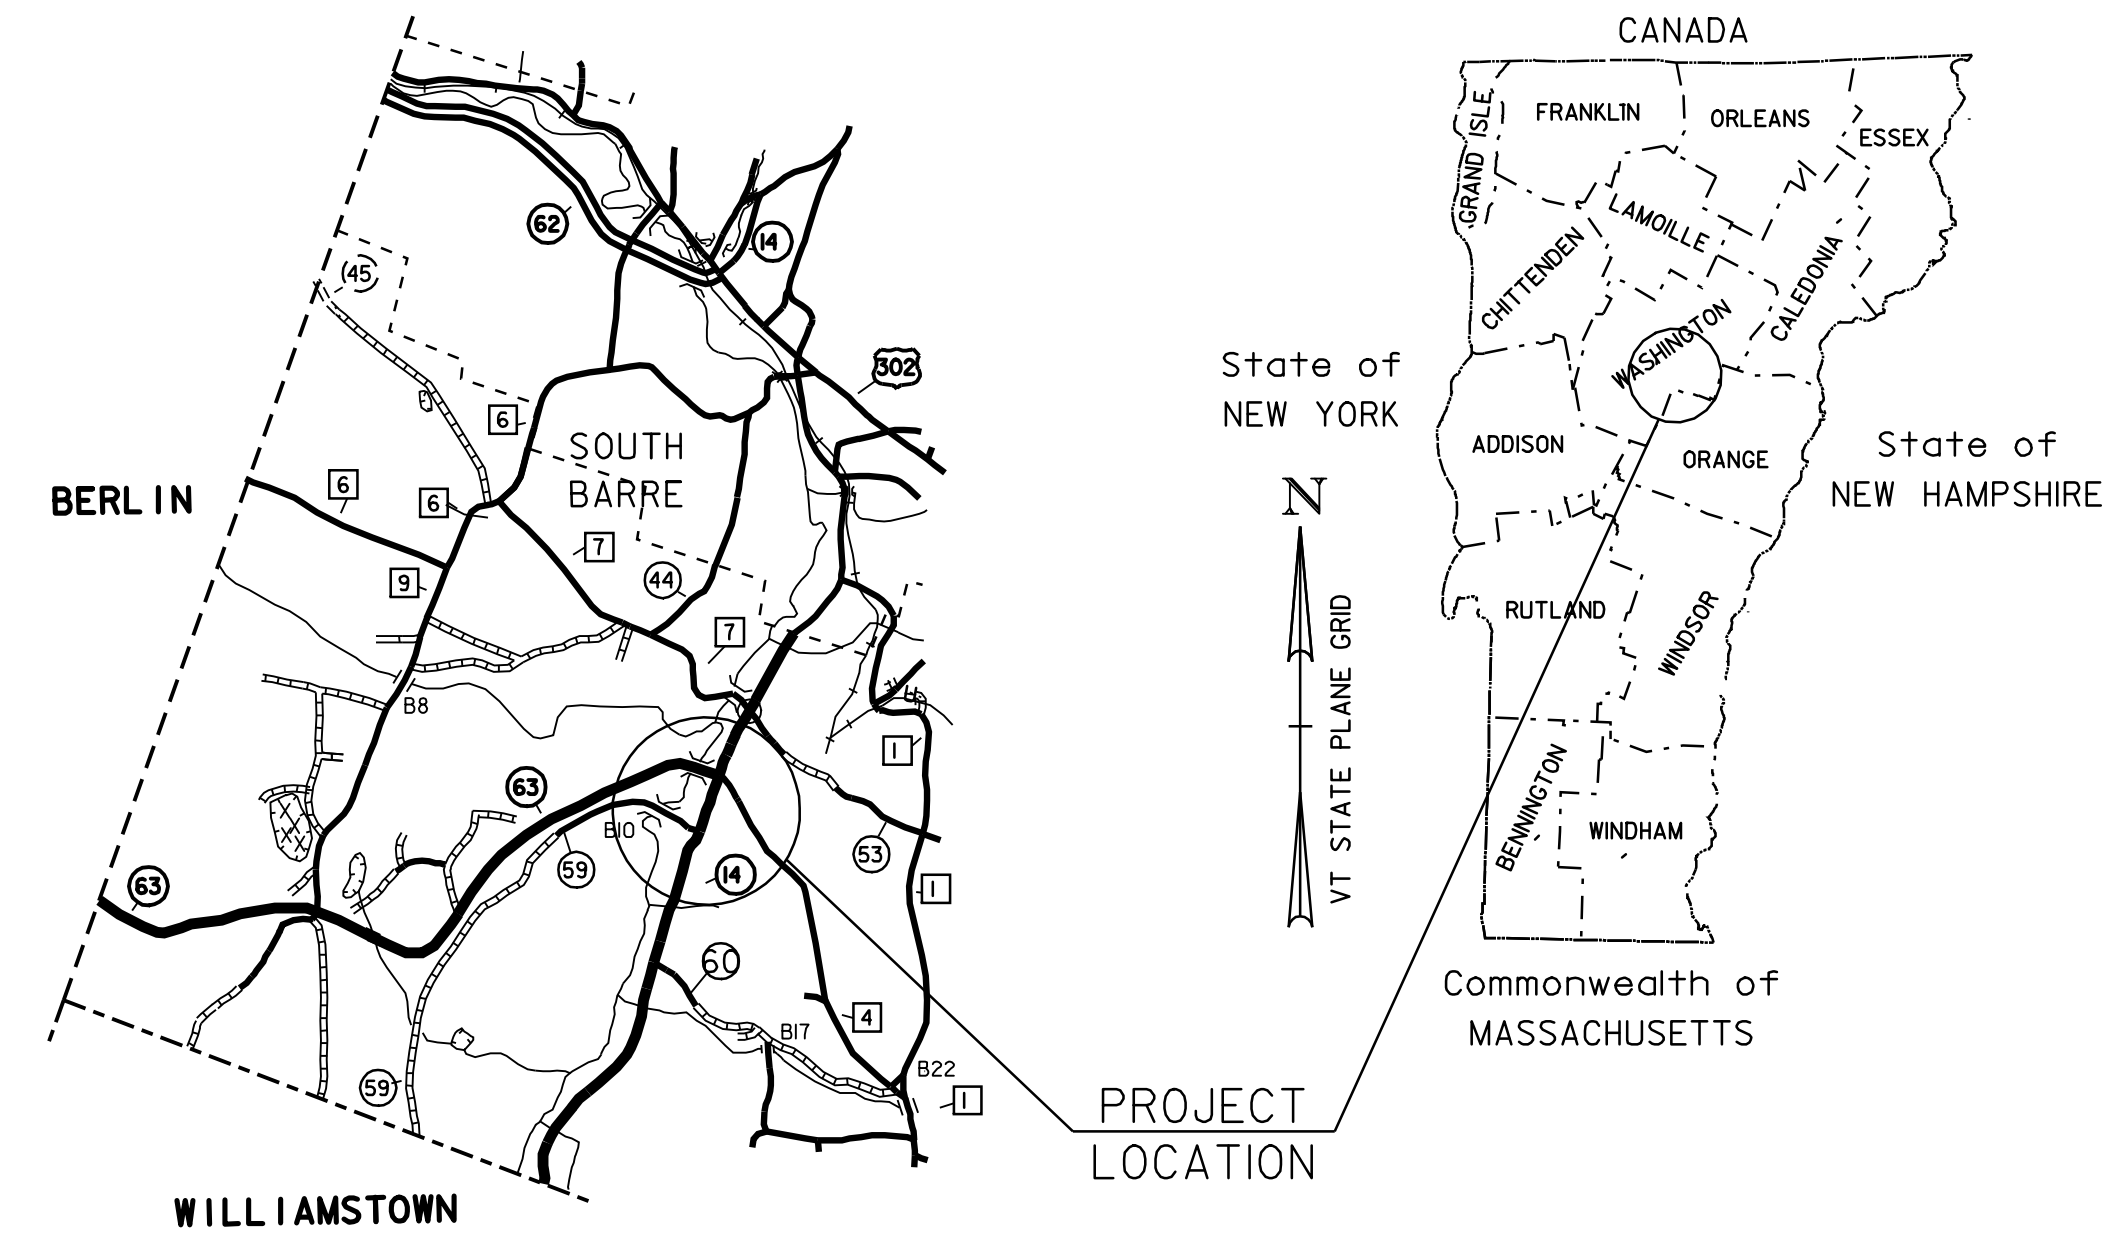 CANADA
FRANKLIN
ORLEANS
ESSEX
GRAND ISLE
LAMOILLE
CHITTENDEN
CALEDONIA
WASHINGTON
State of
NEW YORK
ADDISON
ORANGE
State of
NEW HAMPSHIRE
RUTLAND
WINDSOR
BENNINGTON
WINDHAM
Commonwealth of
MASSACHUSETTS
N
VT STATE PLANE GRID
62
14
45
302
6
SOUTH
BARRE
6
6
BERLIN
7
44
9
7
B8
1
63
B10
59
53
14
63
1
60
4
B17
B22
59
1
PROJECT
LOCATION
WILLIAMSTOWN